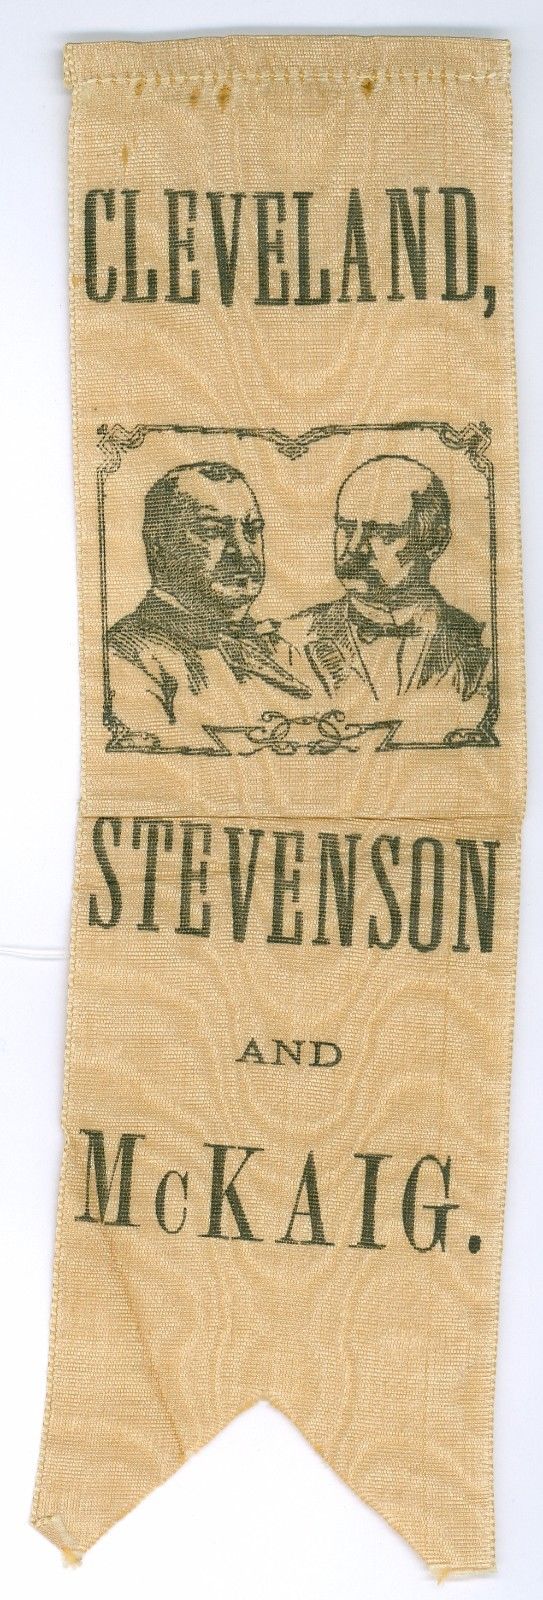 CLEVELAND,
STEVENSON
AND
McKAIG.